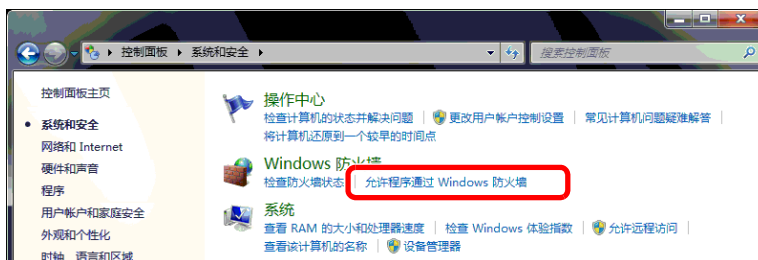 控制面板 系统和安全
搜索控制面板
控制面板主页
系统和安全
网络和 Internet
硬件和声音
程序
用户帐户和家庭安全
外观和个性化
时钟、语言和区域
操作中心
检查计算机的状态并解决问题 更改用户帐户控制设置 常见计算机问题疑难解答
将计算机还原到一个较早的时间点
Windows 防火墙
检查防火墙状态 允许程序通过 Windows 防火墙
系统
查看 RAM 的大小和处理器速度 检查 Windows 体验指数 允许远程访问
查看该计算机的名称 设备管理器